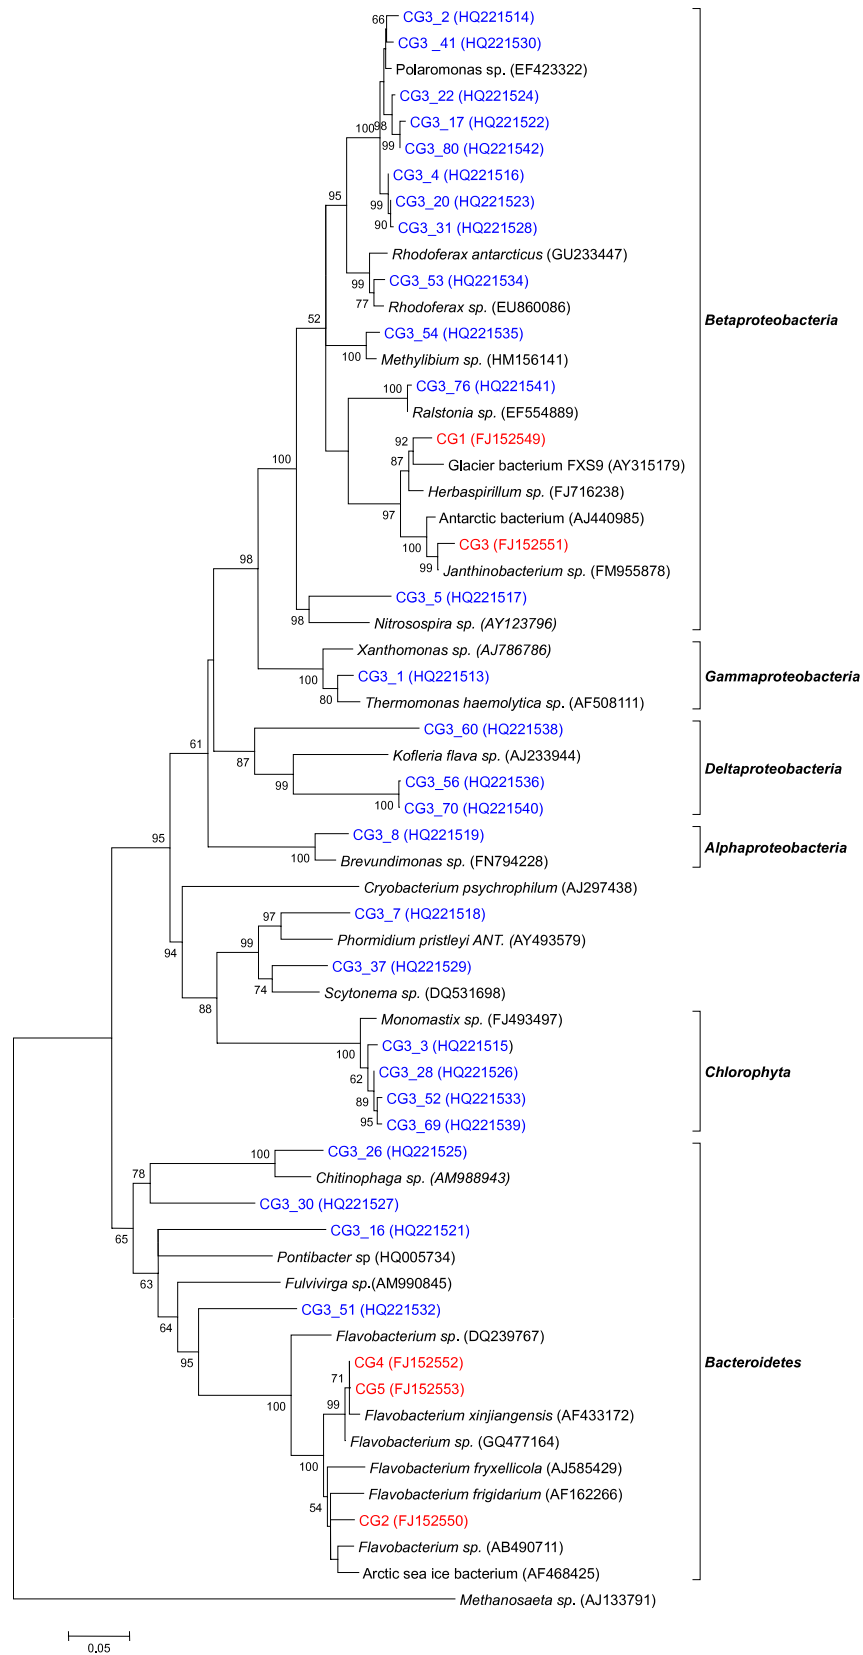 66
CG3_2 (HQ221514)
CG3 _41 (HQ221530)
Polaromonas sp. (EF423322)
CG3_22 (HQ221524)
100
98
CG3_17 (HQ221522)
99
CG3_80 (HQ221542)
CG3_4 (HQ221516)
95
99
CG3_20 (HQ221523)
90
CG3_31 (HQ221528)
Rhodoferax antarcticus (GU233447)
99
CG3_53 (HQ221534)
77
Rhodoferax sp. (EU860086)
52
Betaproteobacteria
CG3_54 (HQ221535)
100
Methylibium sp. (HM156141)
100
CG3_76 (HQ221541)
Ralstonia sp. (EF554889)
92
CG1 (FJ152549)
100
87
Glacier bacterium FXS9 (AY315179)
Herbaspirillum sp. (FJ716238)
97
Antarctic bacterium (AJ440985)
100
CG3 (FJ152551)
98
99
Janthinobacterium sp. (FM955878)
CG3_5 (HQ221517)
98
Nitrosospira sp. (AY123796)
Xanthomonas sp. (AJ786786)
100
CG3_1 (HQ221513)
Gammaproteobacteria
80
Thermomonas haemolytica sp. (AF508111)
CG3_60 (HQ221538)
61
87
Kofleria flava sp. (AJ233944)
Deltaproteobacteria
99
CG3_56 (HQ221536)
100
CG3_70 (HQ221540)
95
CG3_8 (HQ221519)
Alphaproteobacteria
100
Brevundimonas sp. (FN794228)
Cryobacterium psychrophilum (AJ297438)
97
CG3_7 (HQ221518)
94
99
Phormidium pristleyi ANT. (AY493579)
CG3_37 (HQ221529)
74
Scytonema sp. (DQ531698)
88
Monomastix sp. (FJ493497)
100
CG3_3 (HQ221515)
62
CG3_28 (HQ221526)
Chlorophyta
89
CG3_52 (HQ221533)
95
CG3_69 (HQ221539)
100
CG3_26 (HQ221525)
78
Chitinophaga sp. (AM988943)
CG3_30 (HQ221527)
65
CG3_16 (HQ221521)
Pontibacter sp (HQ005734)
63
Fulvivirga sp.(AM990845)
64
CG3_51 (HQ221532)
Flavobacterium sp. (DQ239767)
95
CG4 (FJ152552)
Bacteroidetes
71
CG5 (FJ152553)
100
99
Flavobacterium xinjiangensis (AF433172)
Flavobacterium sp. (GQ477164)
100
Flavobacterium fryxellicola (AJ585429)
Flavobacterium frigidarium (AF162266)
54
CG2 (FJ152550)
Flavobacterium sp. (AB490711)
Arctic sea ice bacterium (AF468425)
Methanosaeta sp. (AJ133791)
0.05